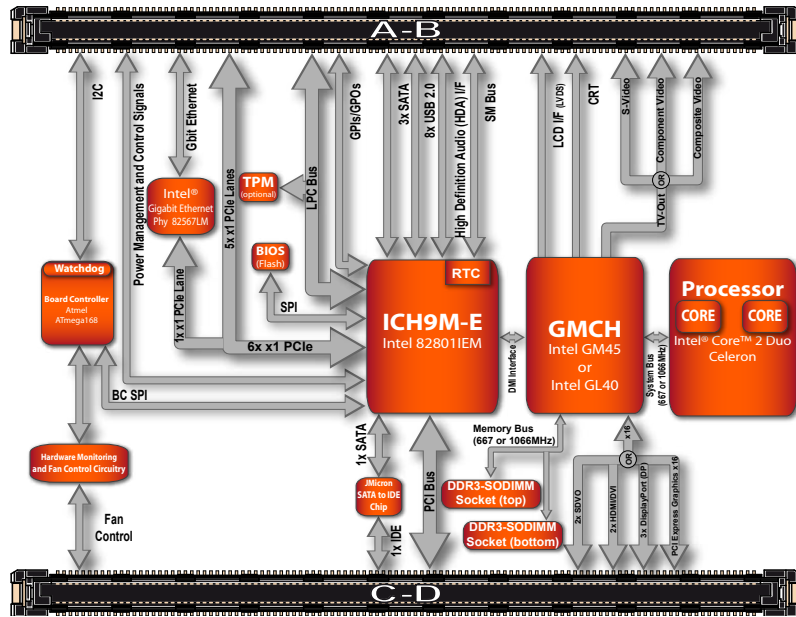 A-B
I2C
Power Management and Control Signals
Gbit Ethernet
5x x1 PCIe Lanes
LPC Bus
GPIs/GPOs
3x SATA
8x USB 2.0
High Definition Audio (HDA) I/F
SM Bus
LCD I/F (LVDS)
CRT
S-Video
Component Video
Composite Video
OR
TV-Out
Intel®
Gigabit Ethernet
Phy 82567LM
TPM
(optional)
BIOS
(Flash)
SPI
1x x1 PCIe Lane
6x x1 PCIe
Watchdog
Board Controller
Atmel
ATmega168
BC SPI
RTC
ICH9M-E
Intel 82801IEM
DMI Interface
GMCH
Intel GM45
or
Intel GL40
System Bus
(667 or 1066MHz)
Processor
CORE
CORE
Intel® Core™ 2 Duo
Celeron
Hardware Monitoring
and Fan Control Circuitry
Fan
Control
1x SATA
JMicron
SATA to IDE
Chip
1x IDE
PCI Bus
Memory Bus
(667 or 1066MHz)
DDR3-SODIMM
Socket (top)
DDR3-SODIMM
Socket (bottom)
x16
OR
2x SDVO
2x HDMI/DVI
3x DisplayPort (DP)
PCI Express Graphics x16
C-D